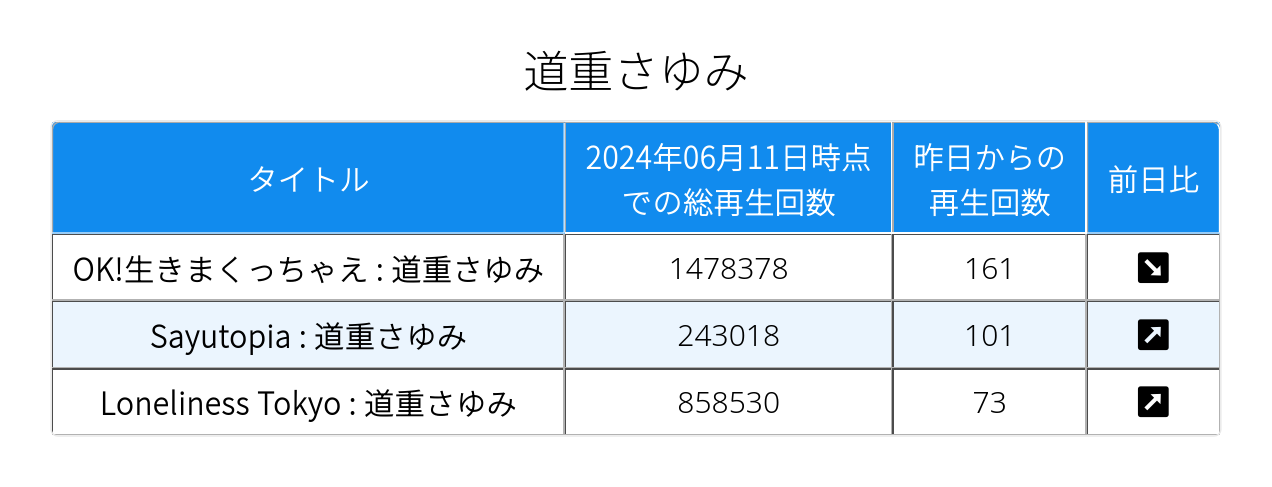 道重さゆみ
タイトル
2024年06月11日時点
での総再生回数
昨日からの
再生回数
前日比
OK!生きまくっちゃえ : 道重さゆみ
1478378
161
Sayutopia : 道重さゆみ
243018
101
Loneliness Tokyo : 道重さゆみ
858530
73